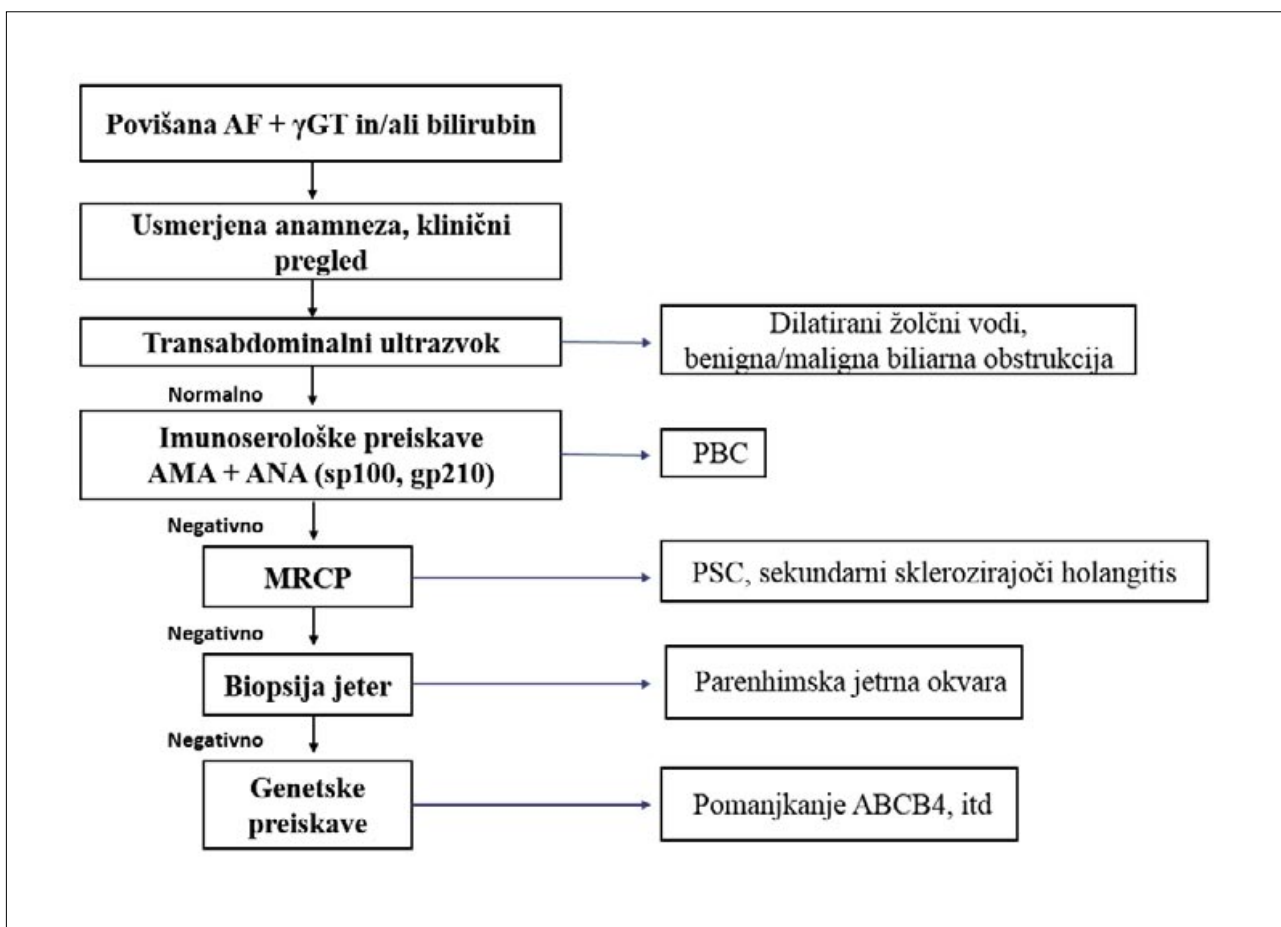 Povišana AF + γGT in/ali bilirubin
Usmerjena anamneza, klinični
pregled
Transabdominalni ultrazvok
Dilatirani žolčni vodi,
benigna/maligna biliarna obstrukcija
Normalno
Imunoserološke preiskave
AMA + ANA (sp100, gp210)
PBC
Negativno
MRCP
PSC, sekundarni sklerozirajoči holangitis
Negativno
Biopsija jeter
Parenhimska jetrna okvara
Negativno
Genetske
preiskave
Pomanjkanje ABCB4, itd